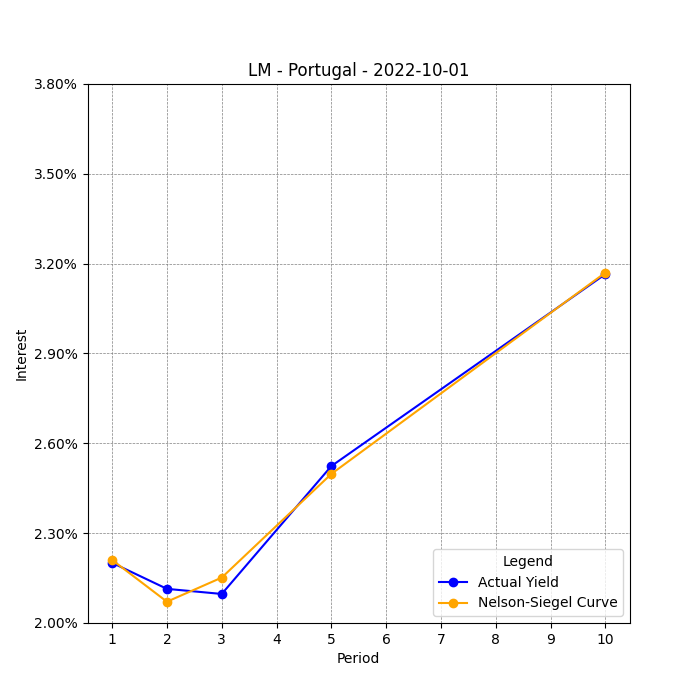 LM - Portugal - 2022-10-01
3.80%
3.50%
3.20%
2.90%
2.60%
2.30%
2.00%
Interest
1 2 3 4 5 6 7 8 9 10
Period
Legend
Actual Yield
Nelson-Siegel Curve